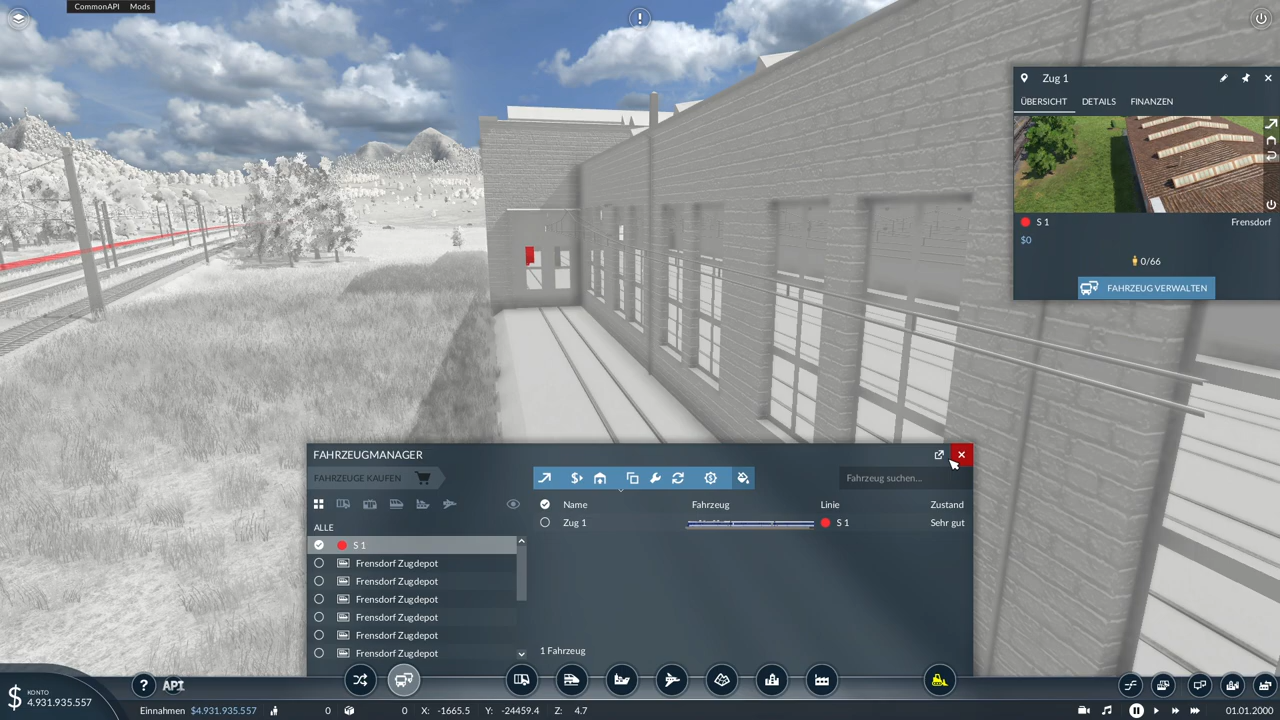 CommonAPI Mods
!
Zug 1
ÜBERSICHT DETAILS FINANZEN
S 1 Frensdorf
$0
0/66
FAHRZEUG VERWALTEN
FAHRZEUGMANAGER
FAHRZEUGE KAUFEN
Fahrzeug suchen...
Name Fahrzeug Linie Zustand
Zug 1 S 1 Sehr gut
ALLE
S 1
Frensdorf Zugdepot
Frensdorf Zugdepot
Frensdorf Zugdepot
Frensdorf Zugdepot
Frensdorf Zugdepot
Frensdorf Zugdepot
1 Fahrzeug
? API
$ KONTO
4.931.935.557
Einnahmen $4.931.935.557 0 0 X: -1665.5 Y: -24459.4 Z: 4.7 01.01.2000